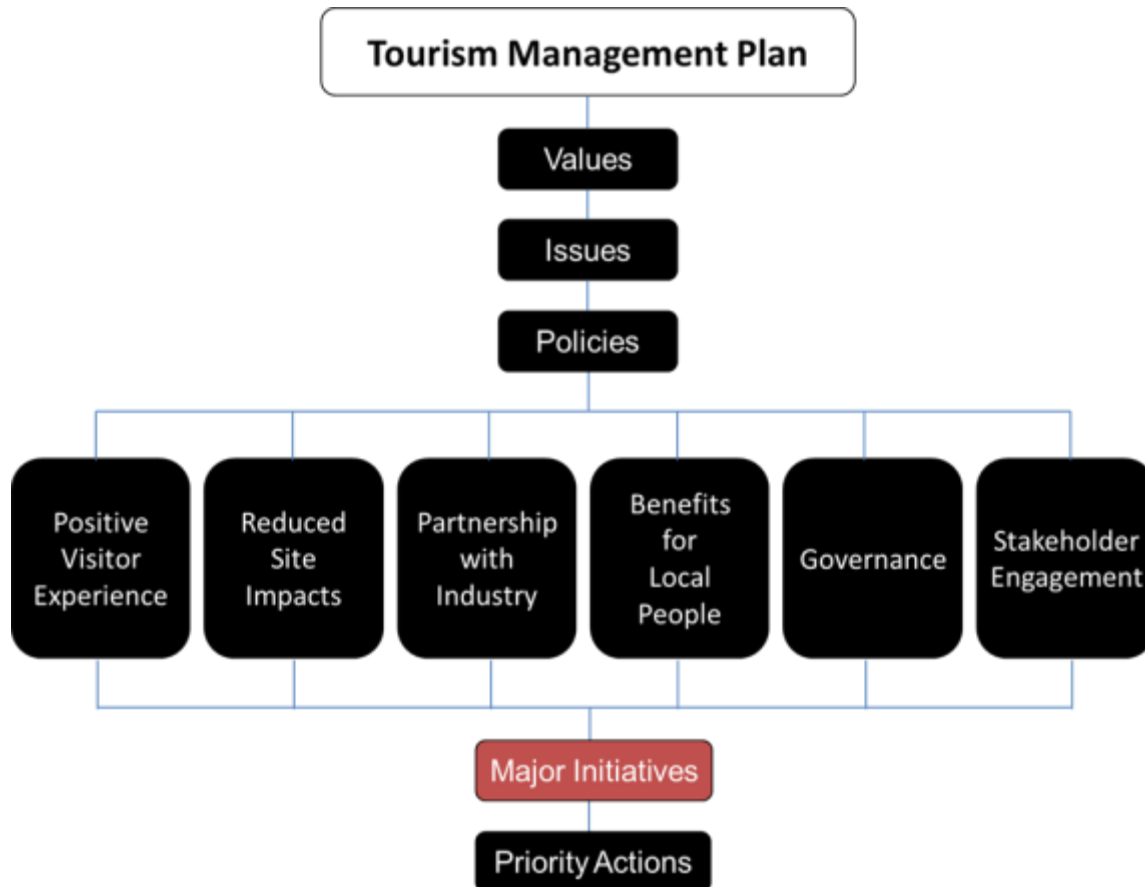 Tourism Management Plan
Values
Issues
Policies
Positive
Visitor
Experience
Reduced
Site
Impacts
Partnership
with
Industry
Benefits
for
Local
People
Governance
Stakeholder
Engagement
Major Initiatives
Priority Actions